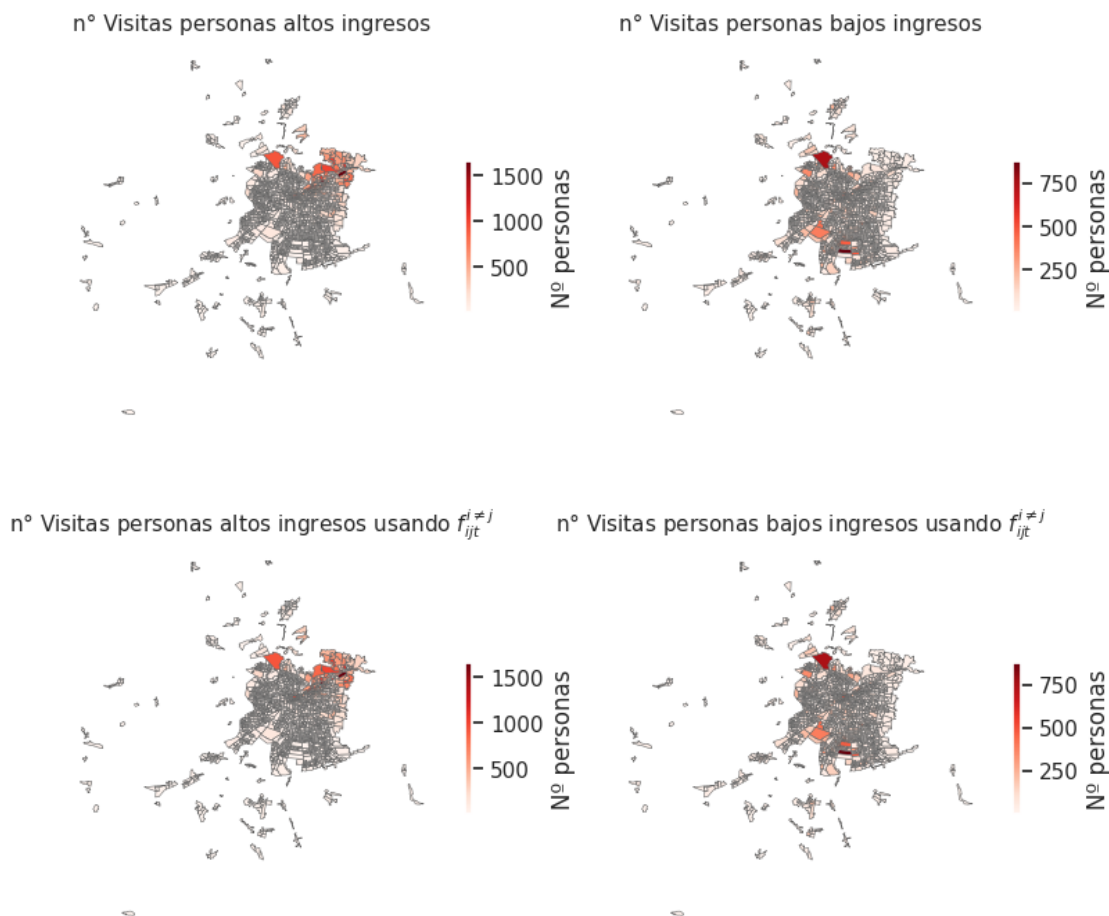 n° Visitas personas altos ingresos
1500
1000
500
Nº personas
n° Visitas personas bajos ingresos
750
500
250
Nº personas
n° Visitas personas altos ingresos usando $f_{ijt}^{i \neq j}$
1500
1000
500
Nº personas
n° Visitas personas bajos ingresos usando $f_{ijt}^{i \neq j}$
750
500
250
Nº personas